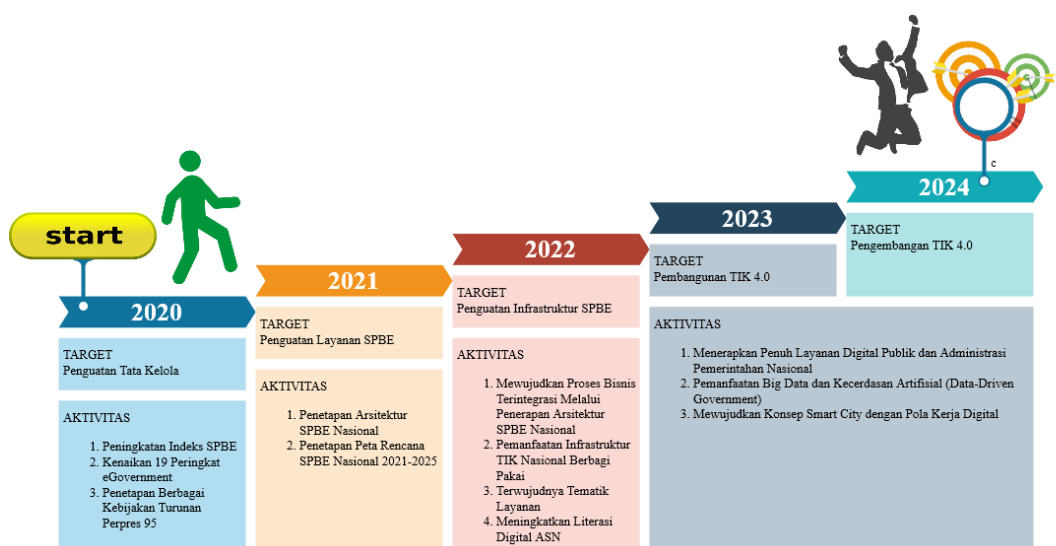 start
2020
TARGET
Penguatan Tata Kelola
AKTIVITAS
1. Peningkatan Indeks SPBE
2. Kenaikan 19 Peringkat
eGovernment
3. Penetapan Berbagai
Kebijakan Turunan
Perpres 95
2021
TARGET
Penguatan Layanan SPBE
AKTIVITAS
1. Penetapan Arsitektur
SPBE Nasional
2. Penetapan Peta Rencana
SPBE Nasional 2021-2025
2022
TARGET
Penguatan Infrastruktur SPBE
AKTIVITAS
1. Mewujudkan Proses Bisnis
Terintegrasi Melalui
Penerapan Arsitektur
SPBE Nasional
2. Pemanfaatan Infrastruktur
TIK Nasional Berbagi
Pakai
3. Terwujudnya Tematik
Layanan
4. Meningkatkan Literasi
Digital ASN
2023
TARGET
Pembangunan TIK 4.0
c
2024
TARGET
Pengembangan TIK 4.0
AKTIVITAS
1. Menerapkan Penuh Layanan Digital Publik dan Administrasi
Pemerintahan Nasional
2. Pemanfaatan Big Data dan Kecerdasan Artifisial (Data-Driven
Government)
3. Mewujudkan Konsep Smart City dengan Pola Kerja Digital